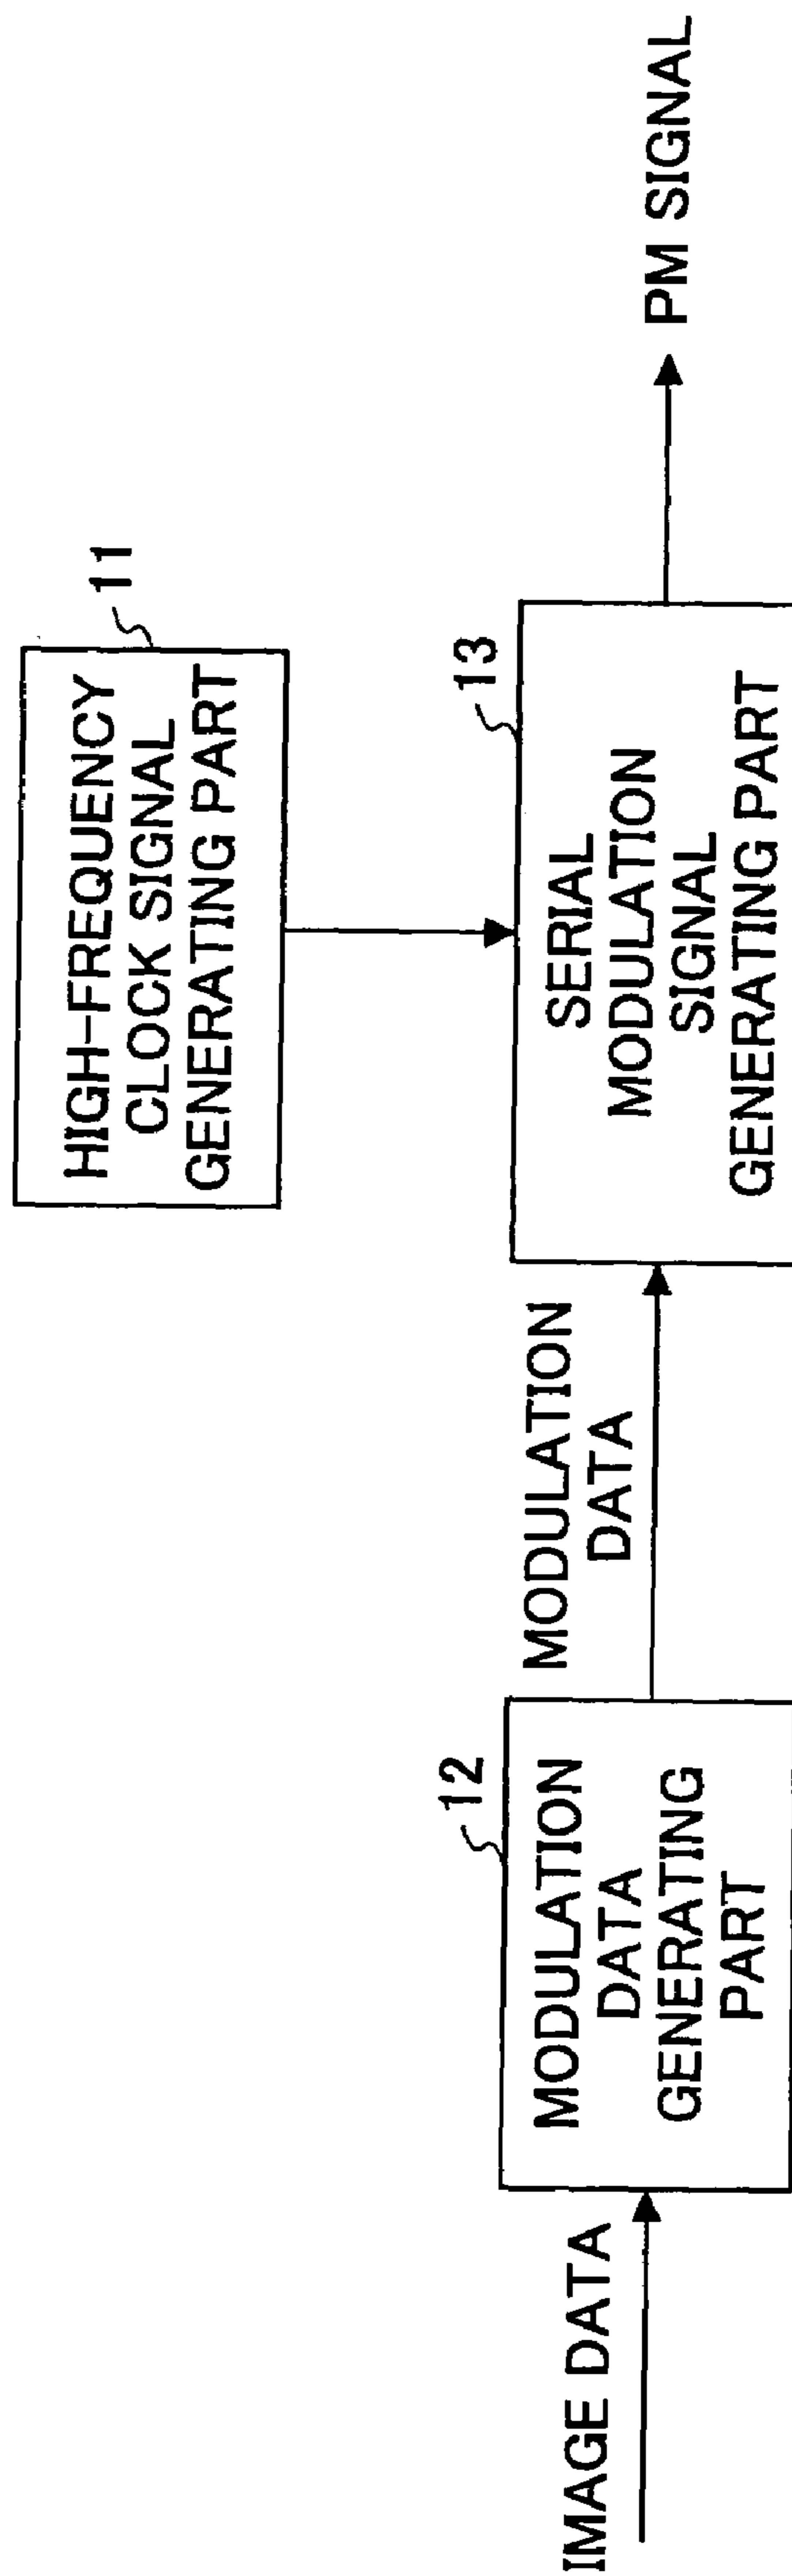 11
HIGH-FREQUENCY
CLOCK SIGNAL
GENERATING PART
IMAGE DATA
12
MODULATION
DATA
GENERATING
PART
MODULATION
DATA
13
SERIAL
MODULATION
SIGNAL
GENERATING PART
PM SIGNAL